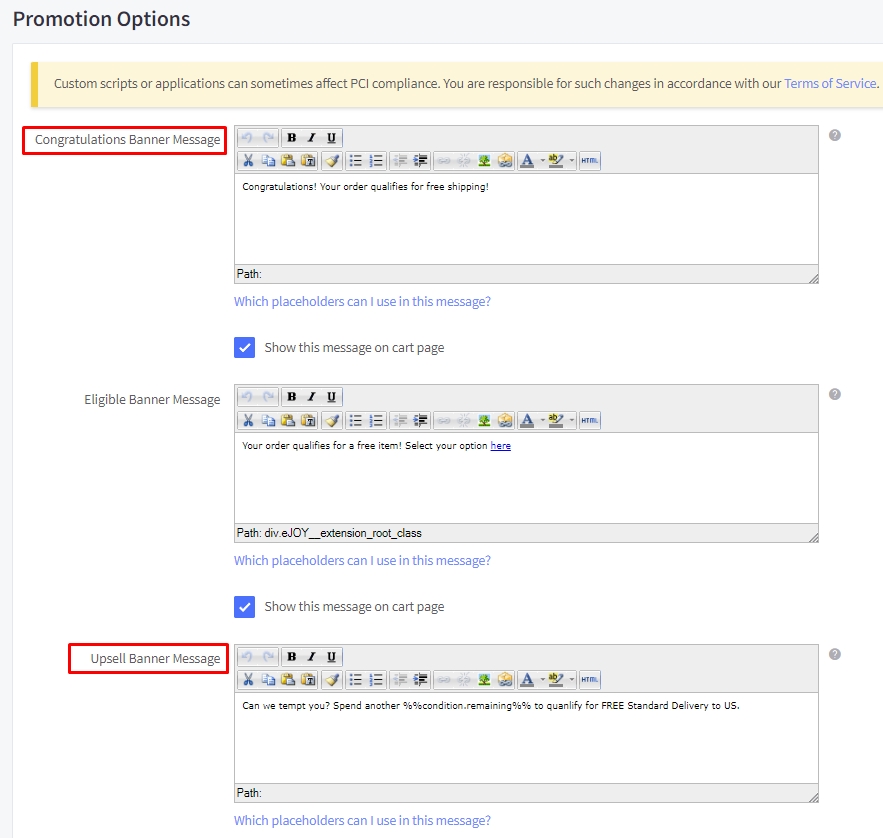 Promotion Options
Custom scripts or applications can sometimes affect PCI compliance. You are responsible for such changes in accordance with our Terms of Service.
Congratulations Banner Message
B I U
?
A ab HTML
Congratulations! Your order qualifies for free shipping!
Path:
Which placeholders can I use in this message?
Show this message on cart page
Eligible Banner Message
B I U
?
A ab HTML
Your order qualifies for a free item! Select your option here
Path: div.eJOY__extension_root_class
Which placeholders can I use in this message?
Show this message on cart page
Upsell Banner Message
B I U
?
A ab HTML
Can we tempt you? Spend another %%condition.remaining%% to quanlify for FREE Standard Delivery to US.
Path:
Which placeholders can I use in this message?